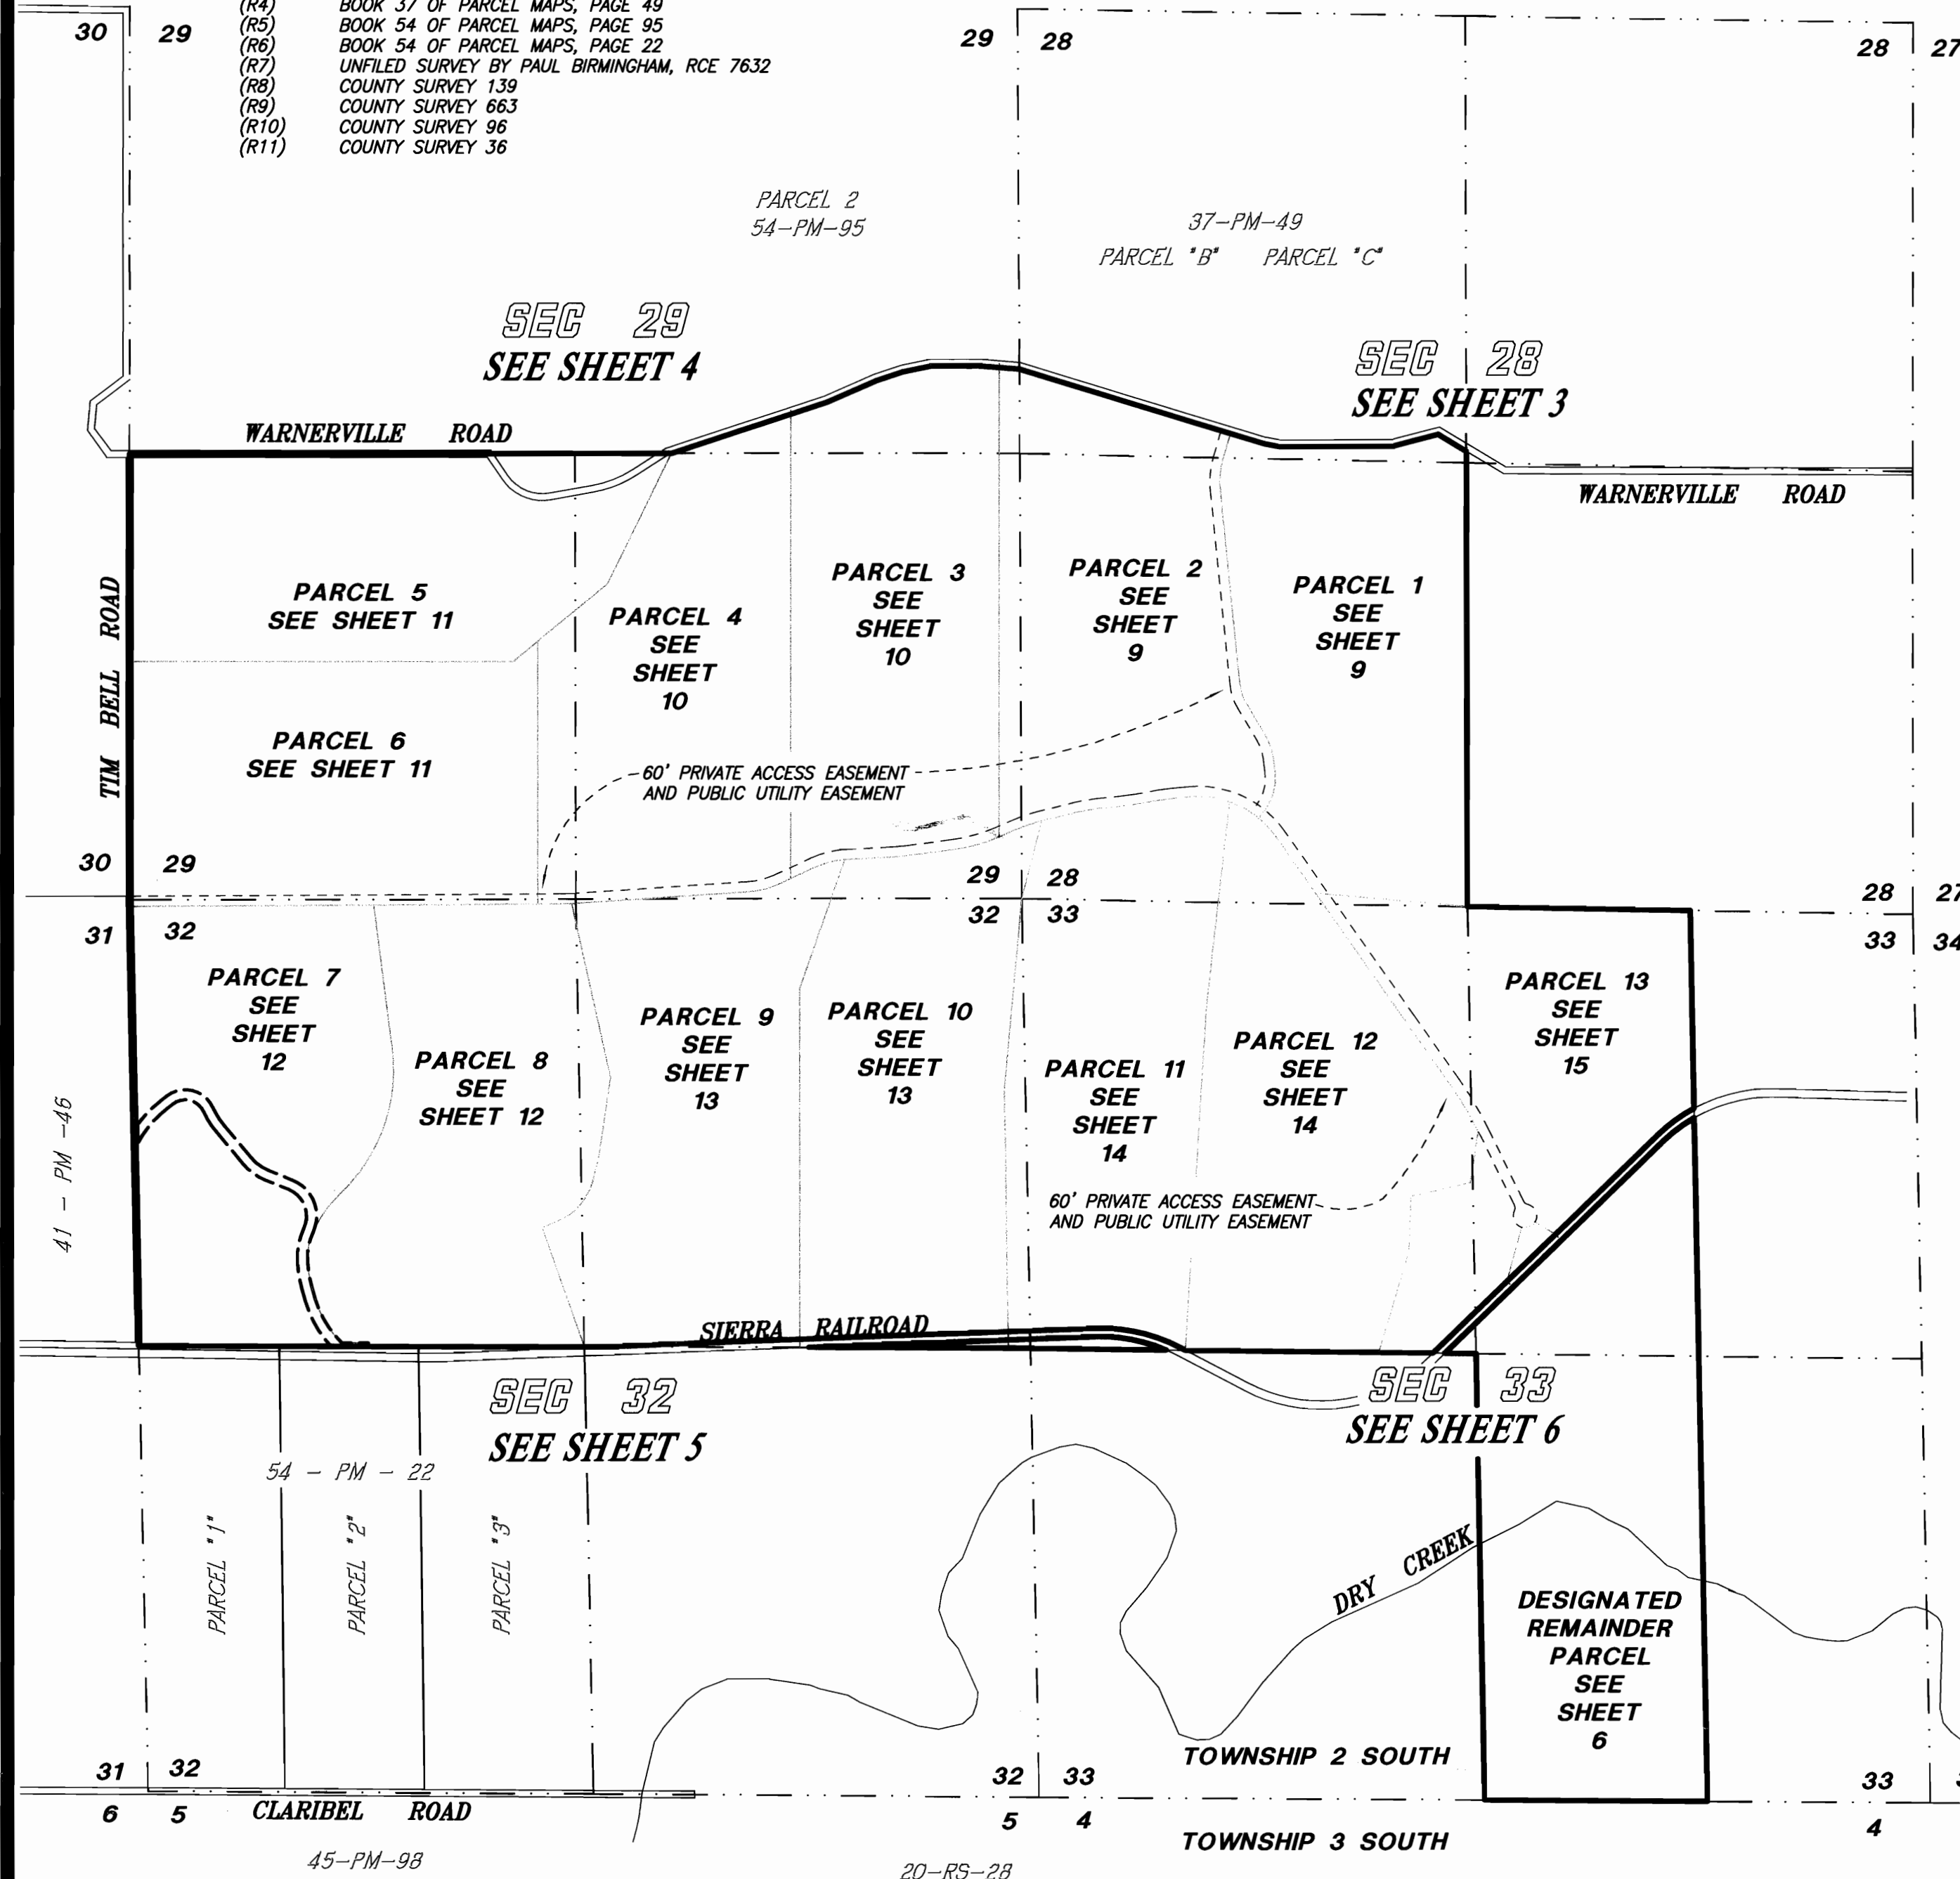 (R4) BOOK 37 OF PARCEL MAPS, PAGE 49
(R5) BOOK 54 OF PARCEL MAPS, PAGE 95
(R6) BOOK 54 OF PARCEL MAPS, PAGE 22
(R7) UNFILED SURVEY BY PAUL BIRMINGHAM, RCE 7632
(R8) COUNTY SURVEY 139
(R9) COUNTY SURVEY 663
(R10) COUNTY SURVEY 96
(R11) COUNTY SURVEY 36
30 29
29 28
28 27
PARCEL 2
54-PM-95
37-PM-49
PARCEL "B" PARCEL "C"
SEC 29
SEE SHEET 4
SEC 28
SEE SHEET 3
WARNERVILLE ROAD
WARNERVILLE ROAD
TIM BELL ROAD
PARCEL 5
SEE SHEET 11
PARCEL 4
SEE
SHEET
10
PARCEL 3
SEE
SHEET
10
PARCEL 2
SEE
SHEET
9
PARCEL 1
SEE
SHEET
9
PARCEL 6
SEE SHEET 11
60' PRIVATE ACCESS EASEMENT
AND PUBLIC UTILITY EASEMENT
30 29
31 32
29 28
32 33
28 27
33 34
PARCEL 7
SEE
SHEET
12
PARCEL 8
SEE
SHEET 12
PARCEL 9
SEE
SHEET
13
PARCEL 10
SEE
SHEET
13
PARCEL 11
SEE
SHEET
14
PARCEL 12
SEE
SHEET
14
PARCEL 13
SEE
SHEET
15
41 - PM -46
60' PRIVATE ACCESS EASEMENT
AND PUBLIC UTILITY EASEMENT
SIERRA RAILROAD
SEC 32
SEE SHEET 5
SEC 33
SEE SHEET 6
54 - PM - 22
PARCEL "1"
PARCEL "2"
PARCEL "3"
DRY CREEK
DESIGNATED
REMAINDER
PARCEL
SEE
SHEET
6
TOWNSHIP 2 SOUTH
31 32
6 5
32 33
5 4
33
4
CLARIBEL ROAD
TOWNSHIP 3 SOUTH
45-PM-98
20-RS-28